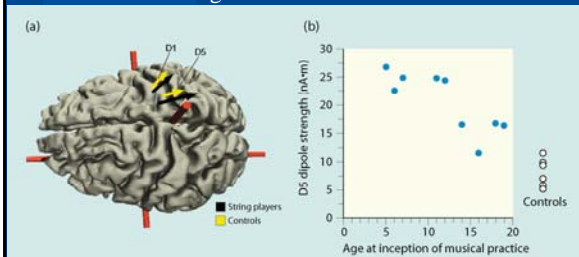 (a)
D1
D5
String players
Controls
(b)
D5 dipole strength (nA•m)
30
25
20
15
10
5
0
0
5
10
15
20
Age at inception of musical practice
Controls